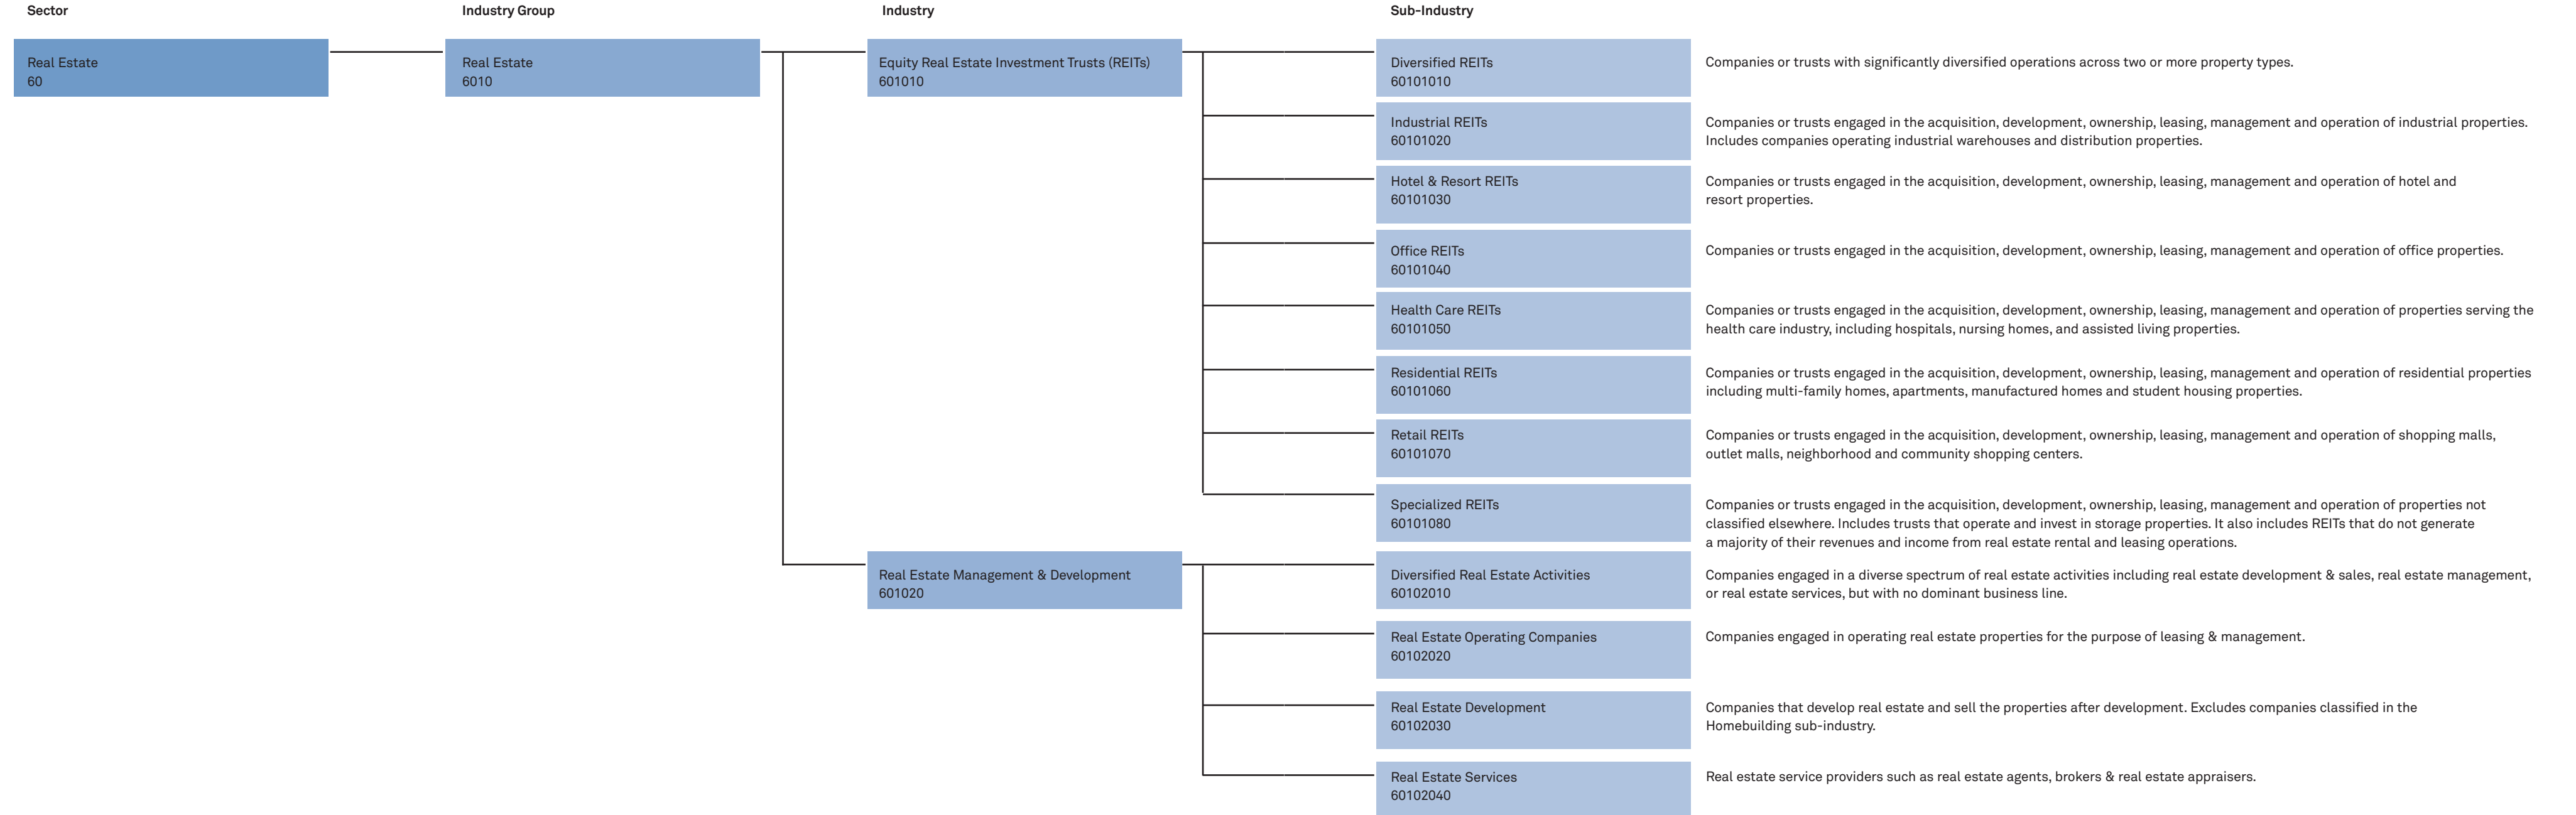 Sector
Industry Group
Industry
Sub-Industry
Real Estate
60
Real Estate
6010
Equity Real Estate Investment Trusts (REITs)
601010
Diversified REITs
60101010
Companies or trusts with significantly diversified operations across two or more property types.
Industrial REITs
60101020
Companies or trusts engaged in the acquisition, development, ownership, leasing, management and operation of industrial properties.
Includes companies operating industrial warehouses and distribution properties.
Hotel & Resort REITs
60101030
Companies or trusts engaged in the acquisition, development, ownership, leasing, management and operation of hotel and
resort properties.
Office REITs
60101040
Companies or trusts engaged in the acquisition, development, ownership, leasing, management and operation of office properties.
Health Care REITs
60101050
Companies or trusts engaged in the acquisition, development, ownership, leasing, management and operation of properties serving the
health care industry, including hospitals, nursing homes, and assisted living properties.
Residential REITs
60101060
Companies or trusts engaged in the acquisition, development, ownership, leasing, management and operation of residential properties
including multi-family homes, apartments, manufactured homes and student housing properties.
Retail REITs
60101070
Companies or trusts engaged in the acquisition, development, ownership, leasing, management and operation of shopping malls,
outlet malls, neighborhood and community shopping centers.
Specialized REITs
60101080
Companies or trusts engaged in the acquisition, development, ownership, leasing, management and operation of properties not
classified elsewhere. Includes trusts that operate and invest in storage properties. It also includes REITs that do not generate
a majority of their revenues and income from real estate rental and leasing operations.
Real Estate Management & Development
601020
Diversified Real Estate Activities
60102010
Companies engaged in a diverse spectrum of real estate activities including real estate development & sales, real estate management,
or real estate services, but with no dominant business line.
Real Estate Operating Companies
60102020
Companies engaged in operating real estate properties for the purpose of leasing & management.
Real Estate Development
60102030
Companies that develop real estate and sell the properties after development. Excludes companies classified in the
Homebuilding sub-industry.
Real Estate Services
60102040
Real estate service providers such as real estate agents, brokers & real estate appraisers.